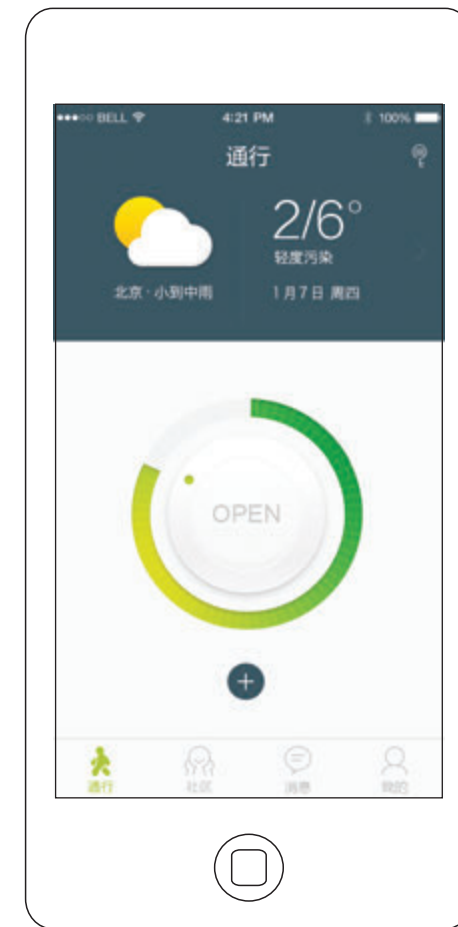 BELL 4:21 PM 100%
通行
2/6°
轻度污染
北京·小到中雨 1月7日 周四
OPEN
通行 社区 消息 我的